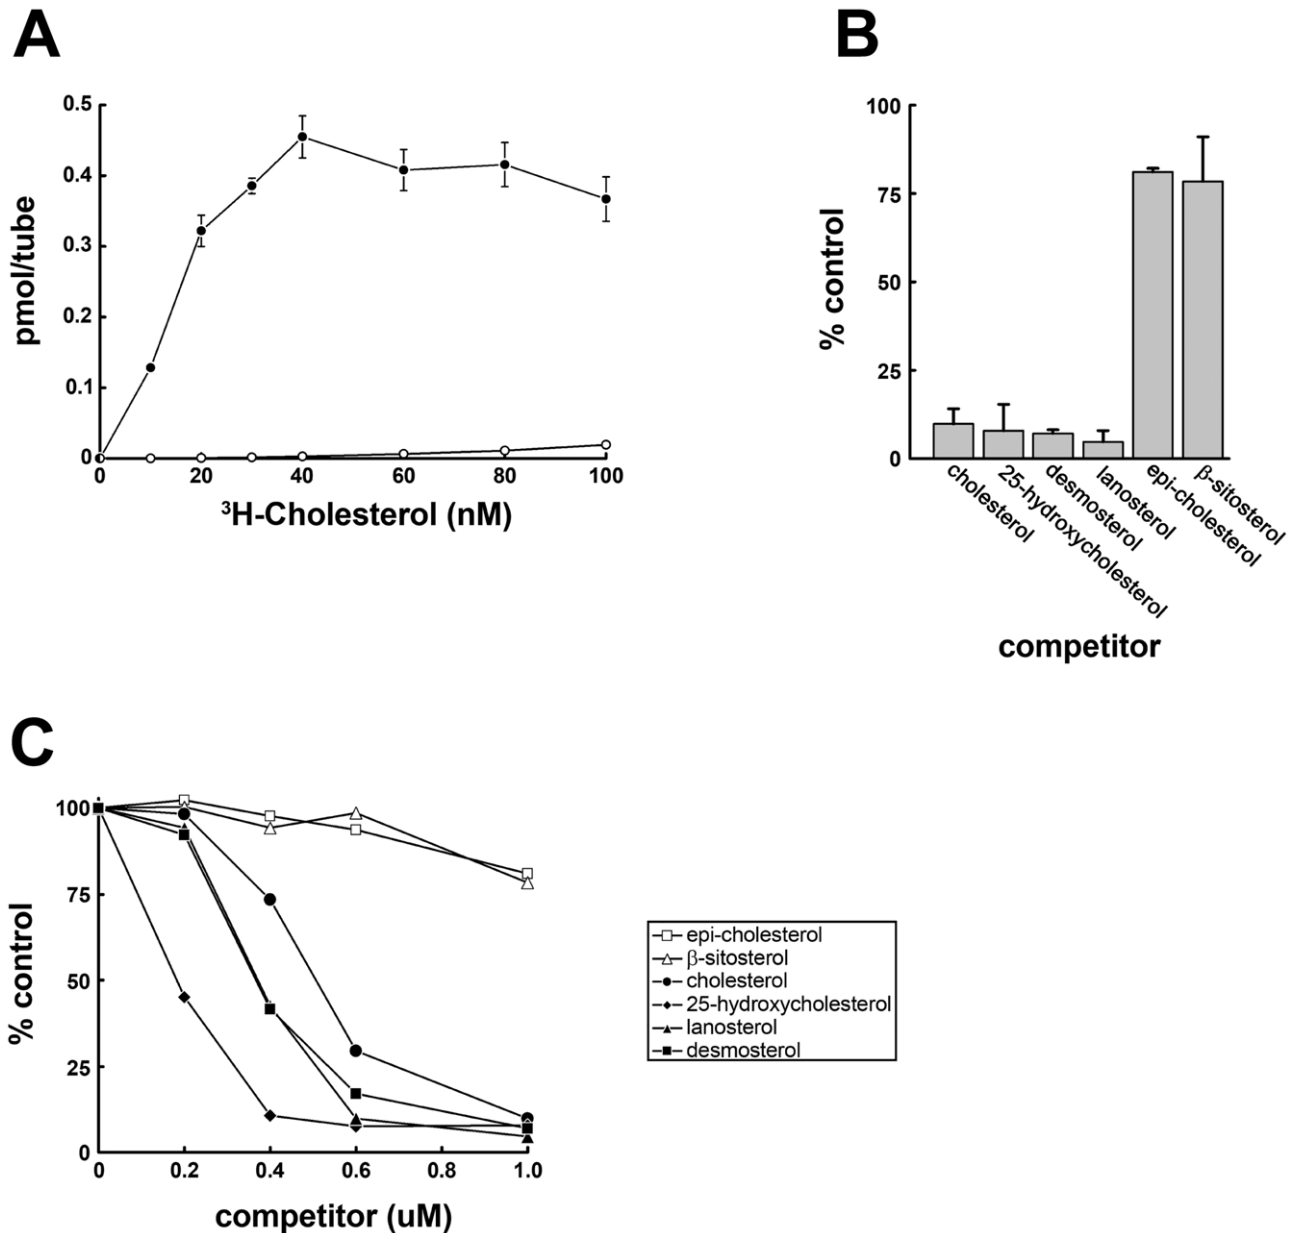 A
0.5
0.4
0.3
0.2
0.1
0
pmol/tube
0 20 40 60 80 100
³H-Cholesterol (nM)
B
100
75
50
25
0
% control
cholesterol
25-hydroxycholesterol
desmosterol
lanosterol
epi-cholesterol
β-sitosterol
competitor
C
100
75
50
25
0
% control
0 0.2 0.4 0.6 0.8 1.0
competitor (uM)
epi-cholesterol
β-sitosterol
cholesterol
25-hydroxycholesterol
lanosterol
desmosterol